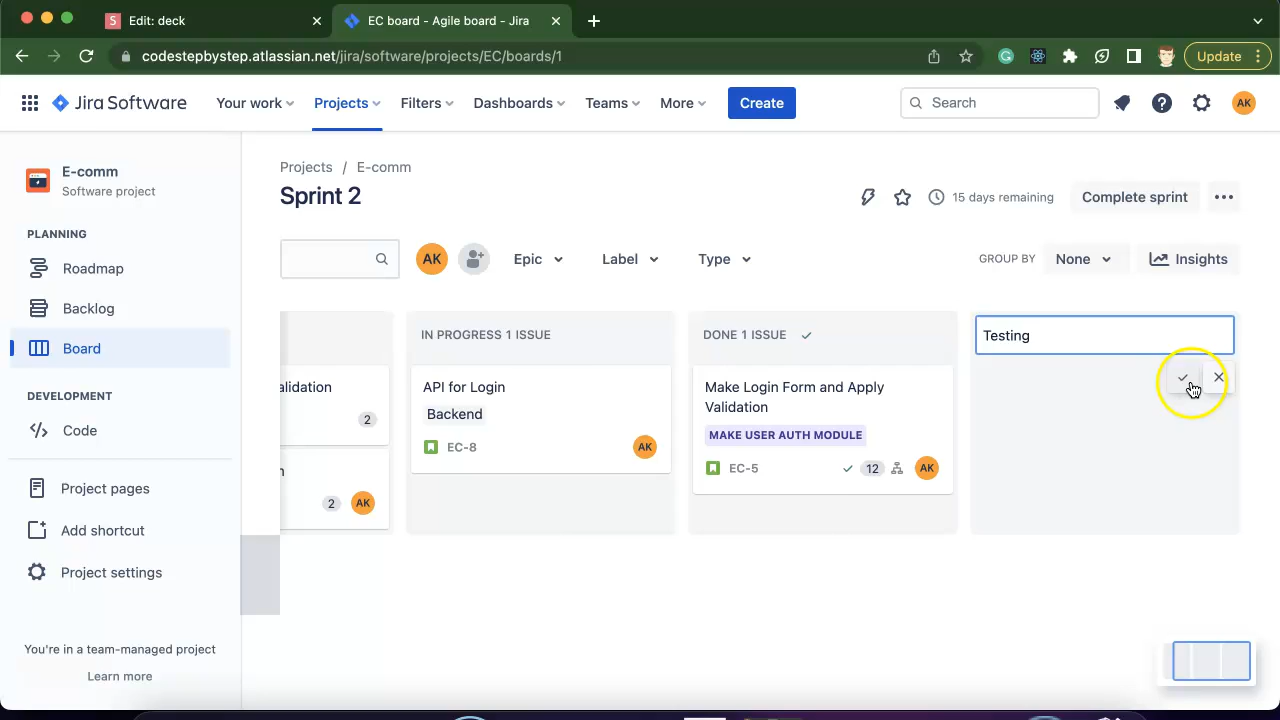 Edit: deck
EC board - Agile board - Jira
codestepbystep.atlassian.net/jira/software/projects/EC/boards/1
Update
Jira Software
Your work
Projects
Filters
Dashboards
Teams
More
Create
Search
AK
E-comm
Software project
Projects / E-comm
Sprint 2
15 days remaining
Complete sprint
PLANNING
Roadmap
Backlog
Board
DEVELOPMENT
Code
Project pages
Add shortcut
Project settings
You're in a team-managed project
Learn more
AK
Epic
Label
Type
GROUP BY
None
Insights
alidation
2
n
2
AK
IN PROGRESS 1 ISSUE
API for Login
Backend
EC-8
AK
DONE 1 ISSUE
Make Login Form and Apply
Validation
MAKE USER AUTH MODULE
EC-5
12
AK
Testing